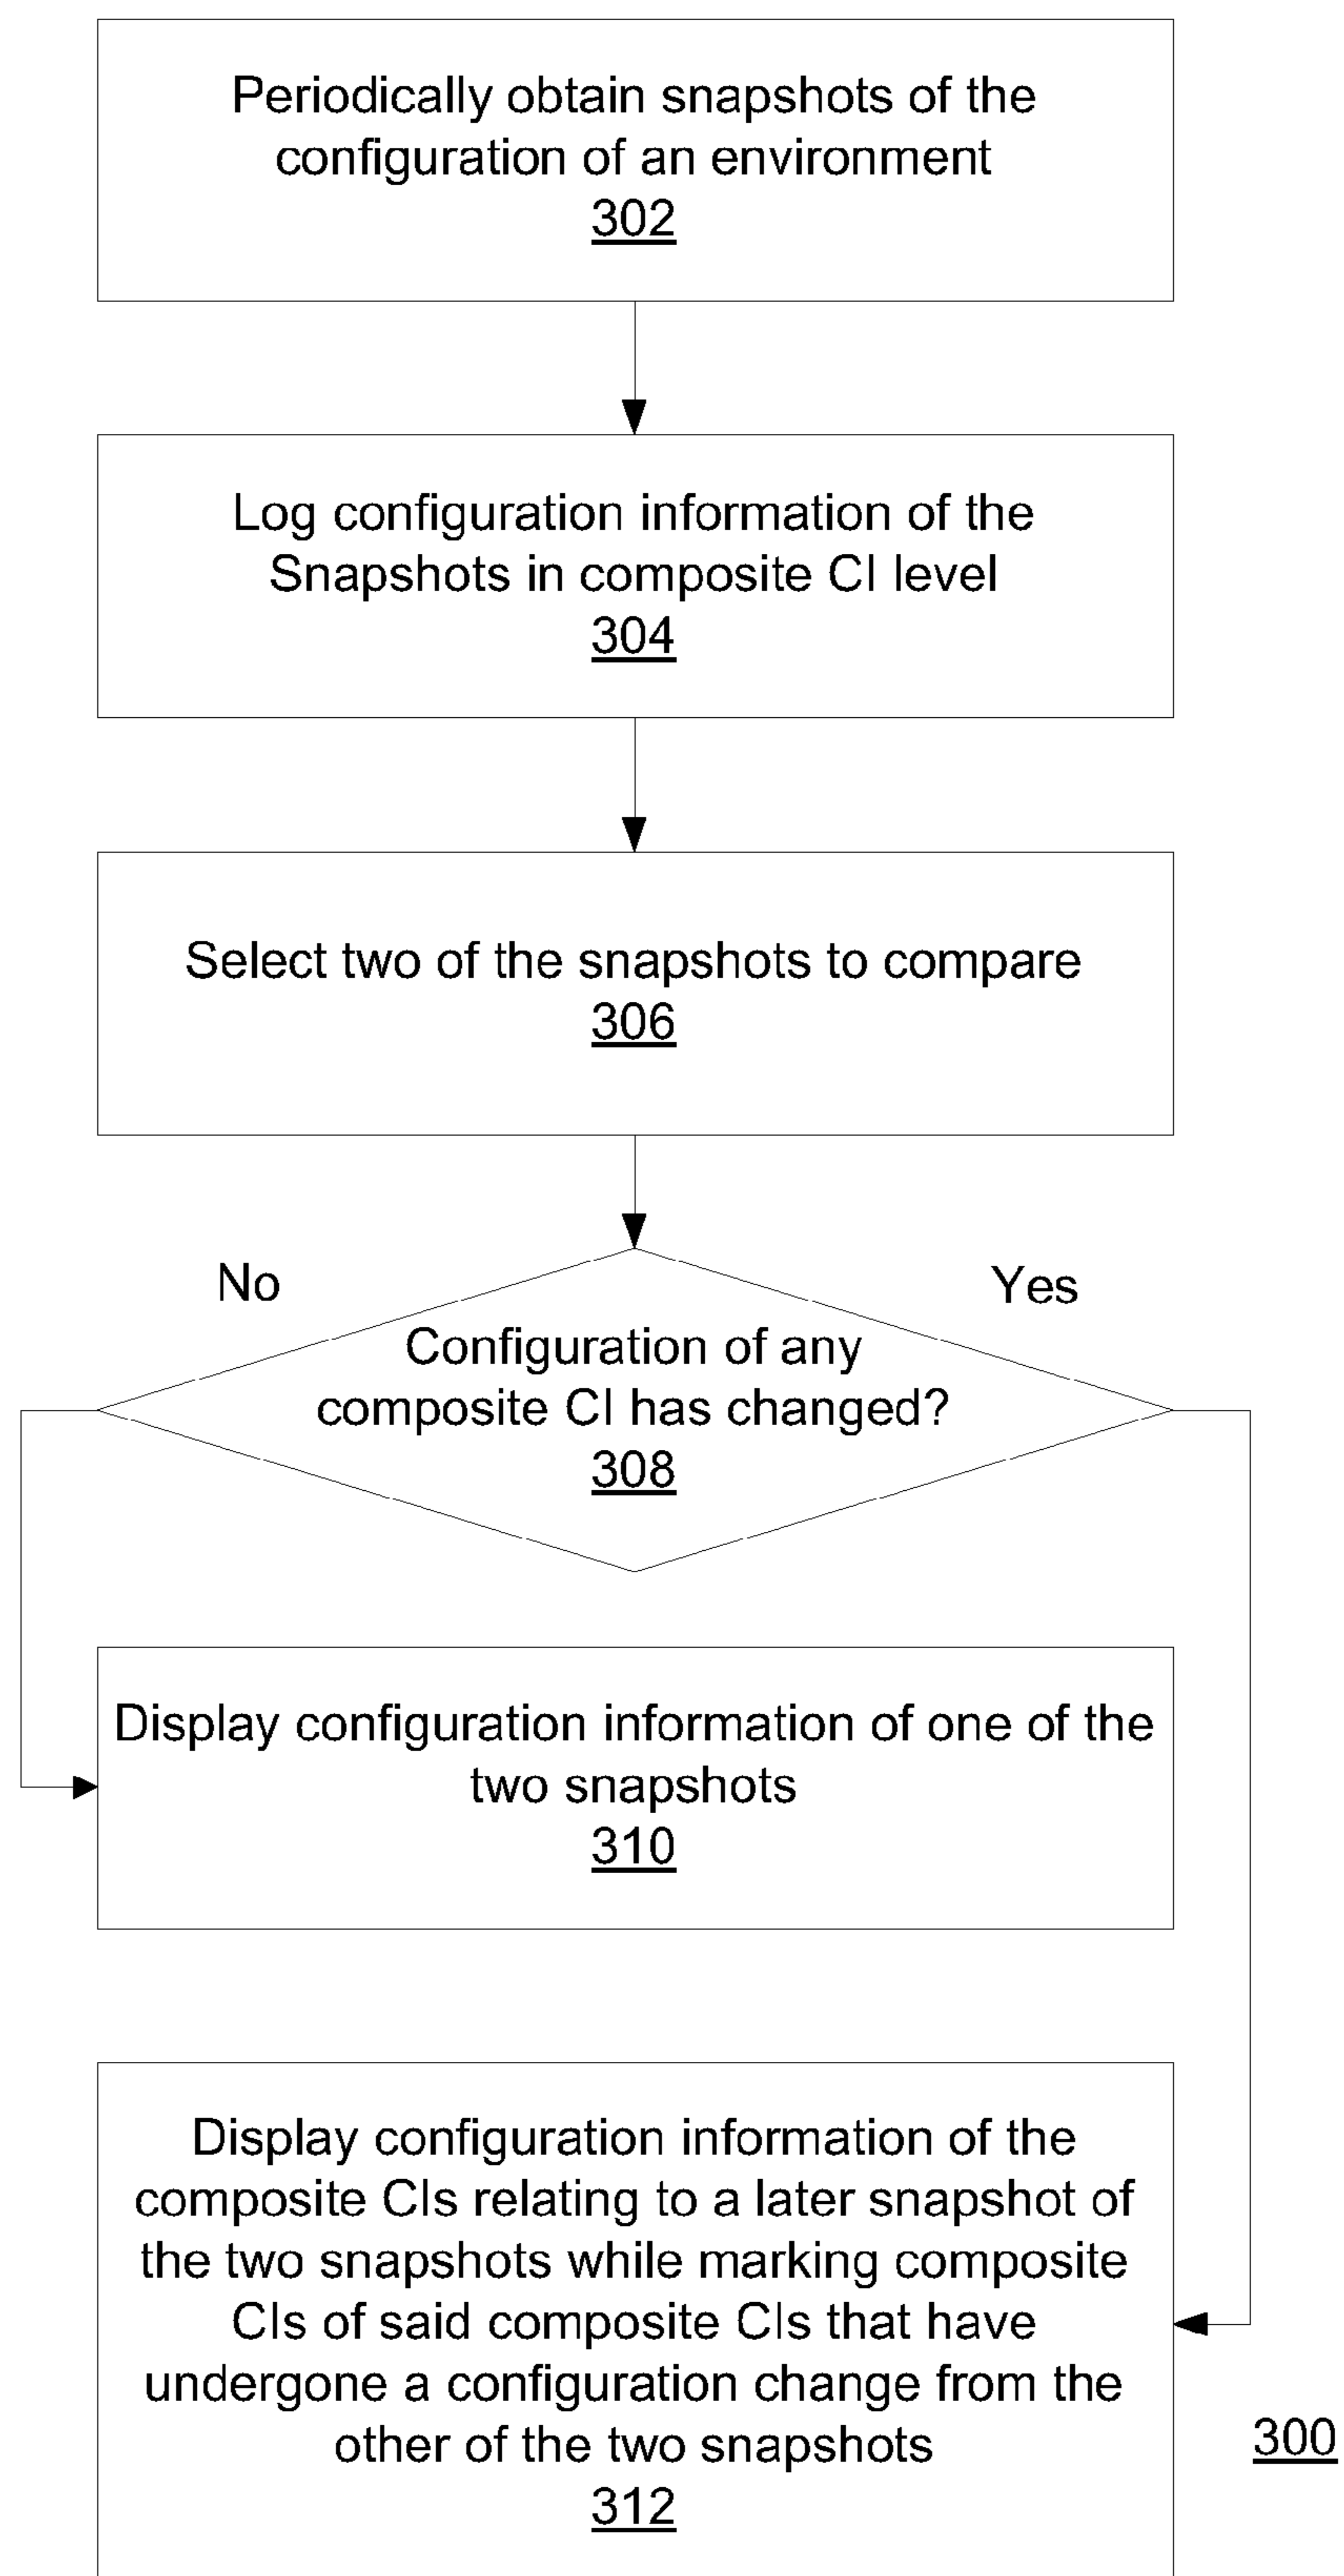 Periodically obtain snapshots of the
configuration of an environment
302
Log configuration information of the
Snapshots in composite CI level
304
Select two of the snapshots to compare
306
No
Yes
Configuration of any
composite CI has changed?
308
Display configuration information of one of the
two snapshots
310
Display configuration information of the
composite CIs relating to a later snapshot of
the two snapshots while marking composite
CIs of said composite CIs that have
undergone a configuration change from the
other of the two snapshots
312
300